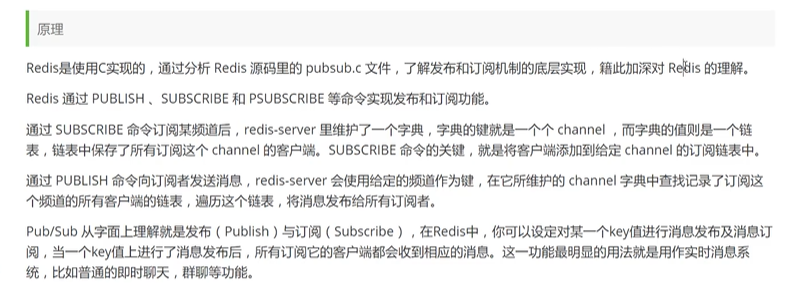 原理
Redis是使用C实现的，通过分析 Redis 源码里的 pubsub.c 文件，了解发布和订阅机制的底层实现，籍此加深对 Redis 的理解。
Redis 通过 PUBLISH 、SUBSCRIBE 和 PSUBSCRIBE 等命令实现发布和订阅功能。
通过 SUBSCRIBE 命令订阅某频道后，redis-server 里维护了一个字典，字典的键就是一个个 channel ，而字典的值则是一个链
表，链表中保存了所有订阅这个 channel 的客户端。SUBSCRIBE 命令的关键，就是将客户端添加到给定 channel 的订阅链表中。
通过 PUBLISH 命令向订阅者发送消息，redis-server 会使用给定的频道作为键，在它所维护的 channel 字典中查找记录了订阅这
个频道的所有客户端的链表，遍历这个链表，将消息发布给所有订阅者。
Pub/Sub 从字面上理解就是发布（Publish）与订阅（Subscribe），在Redis中，你可以设定对某一个key值进行消息发布及消息订
阅，当一个key值上进行了消息发布后，所有订阅它的客户端都会收到相应的消息。这一功能最明显的用法就是用作实时消息系
统，比如普通的即时聊天，群聊等功能。